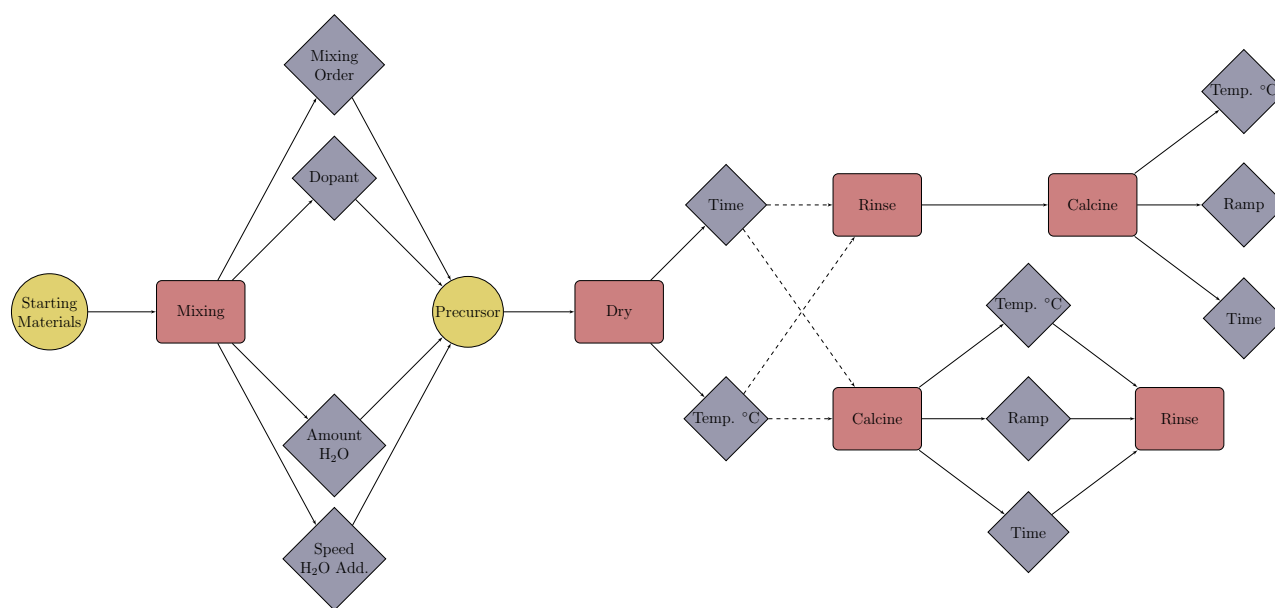 Starting
Materials
Mixing
Mixing
Order
Dopant
Amount
H₂O
Speed
H₂O Add.
Precursor
Dry
Time
Temp. °C
Rinse
Calcine
Temp. °C
Ramp
Time
Calcine
Temp. °C
Ramp
Time
Rinse